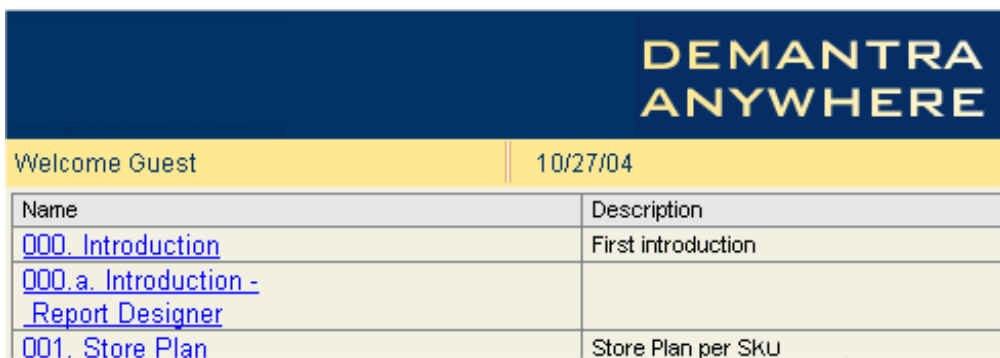 DEMANTRA
ANYWHERE
Welcome Guest 10/27/04
Name Description
000. Introduction First introduction
000.a. Introduction -
Report Designer
001. Store Plan Store Plan per SKU